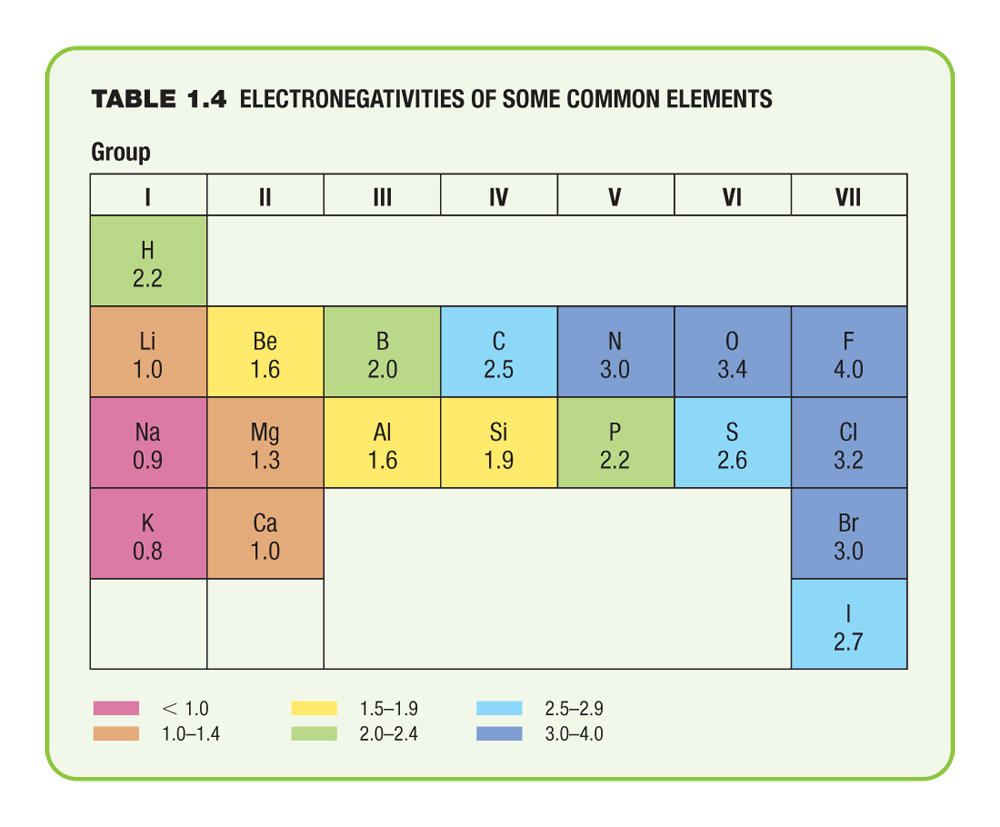 TABLE 1.4 ELECTRONEGATIVITIES OF SOME COMMON ELEMENTS
Group
I II III IV V VI VII
H
2.2
Li Be B C N O F
1.0 1.6 2.0 2.5 3.0 3.4 4.0
Na Mg Al Si P S Cl
0.9 1.3 1.6 1.9 2.2 2.6 3.2
K Ca Br
0.8 1.0 3.0
I
2.7
< 1.0 1.5–1.9 2.5–2.9
1.0–1.4 2.0–2.4 3.0–4.0